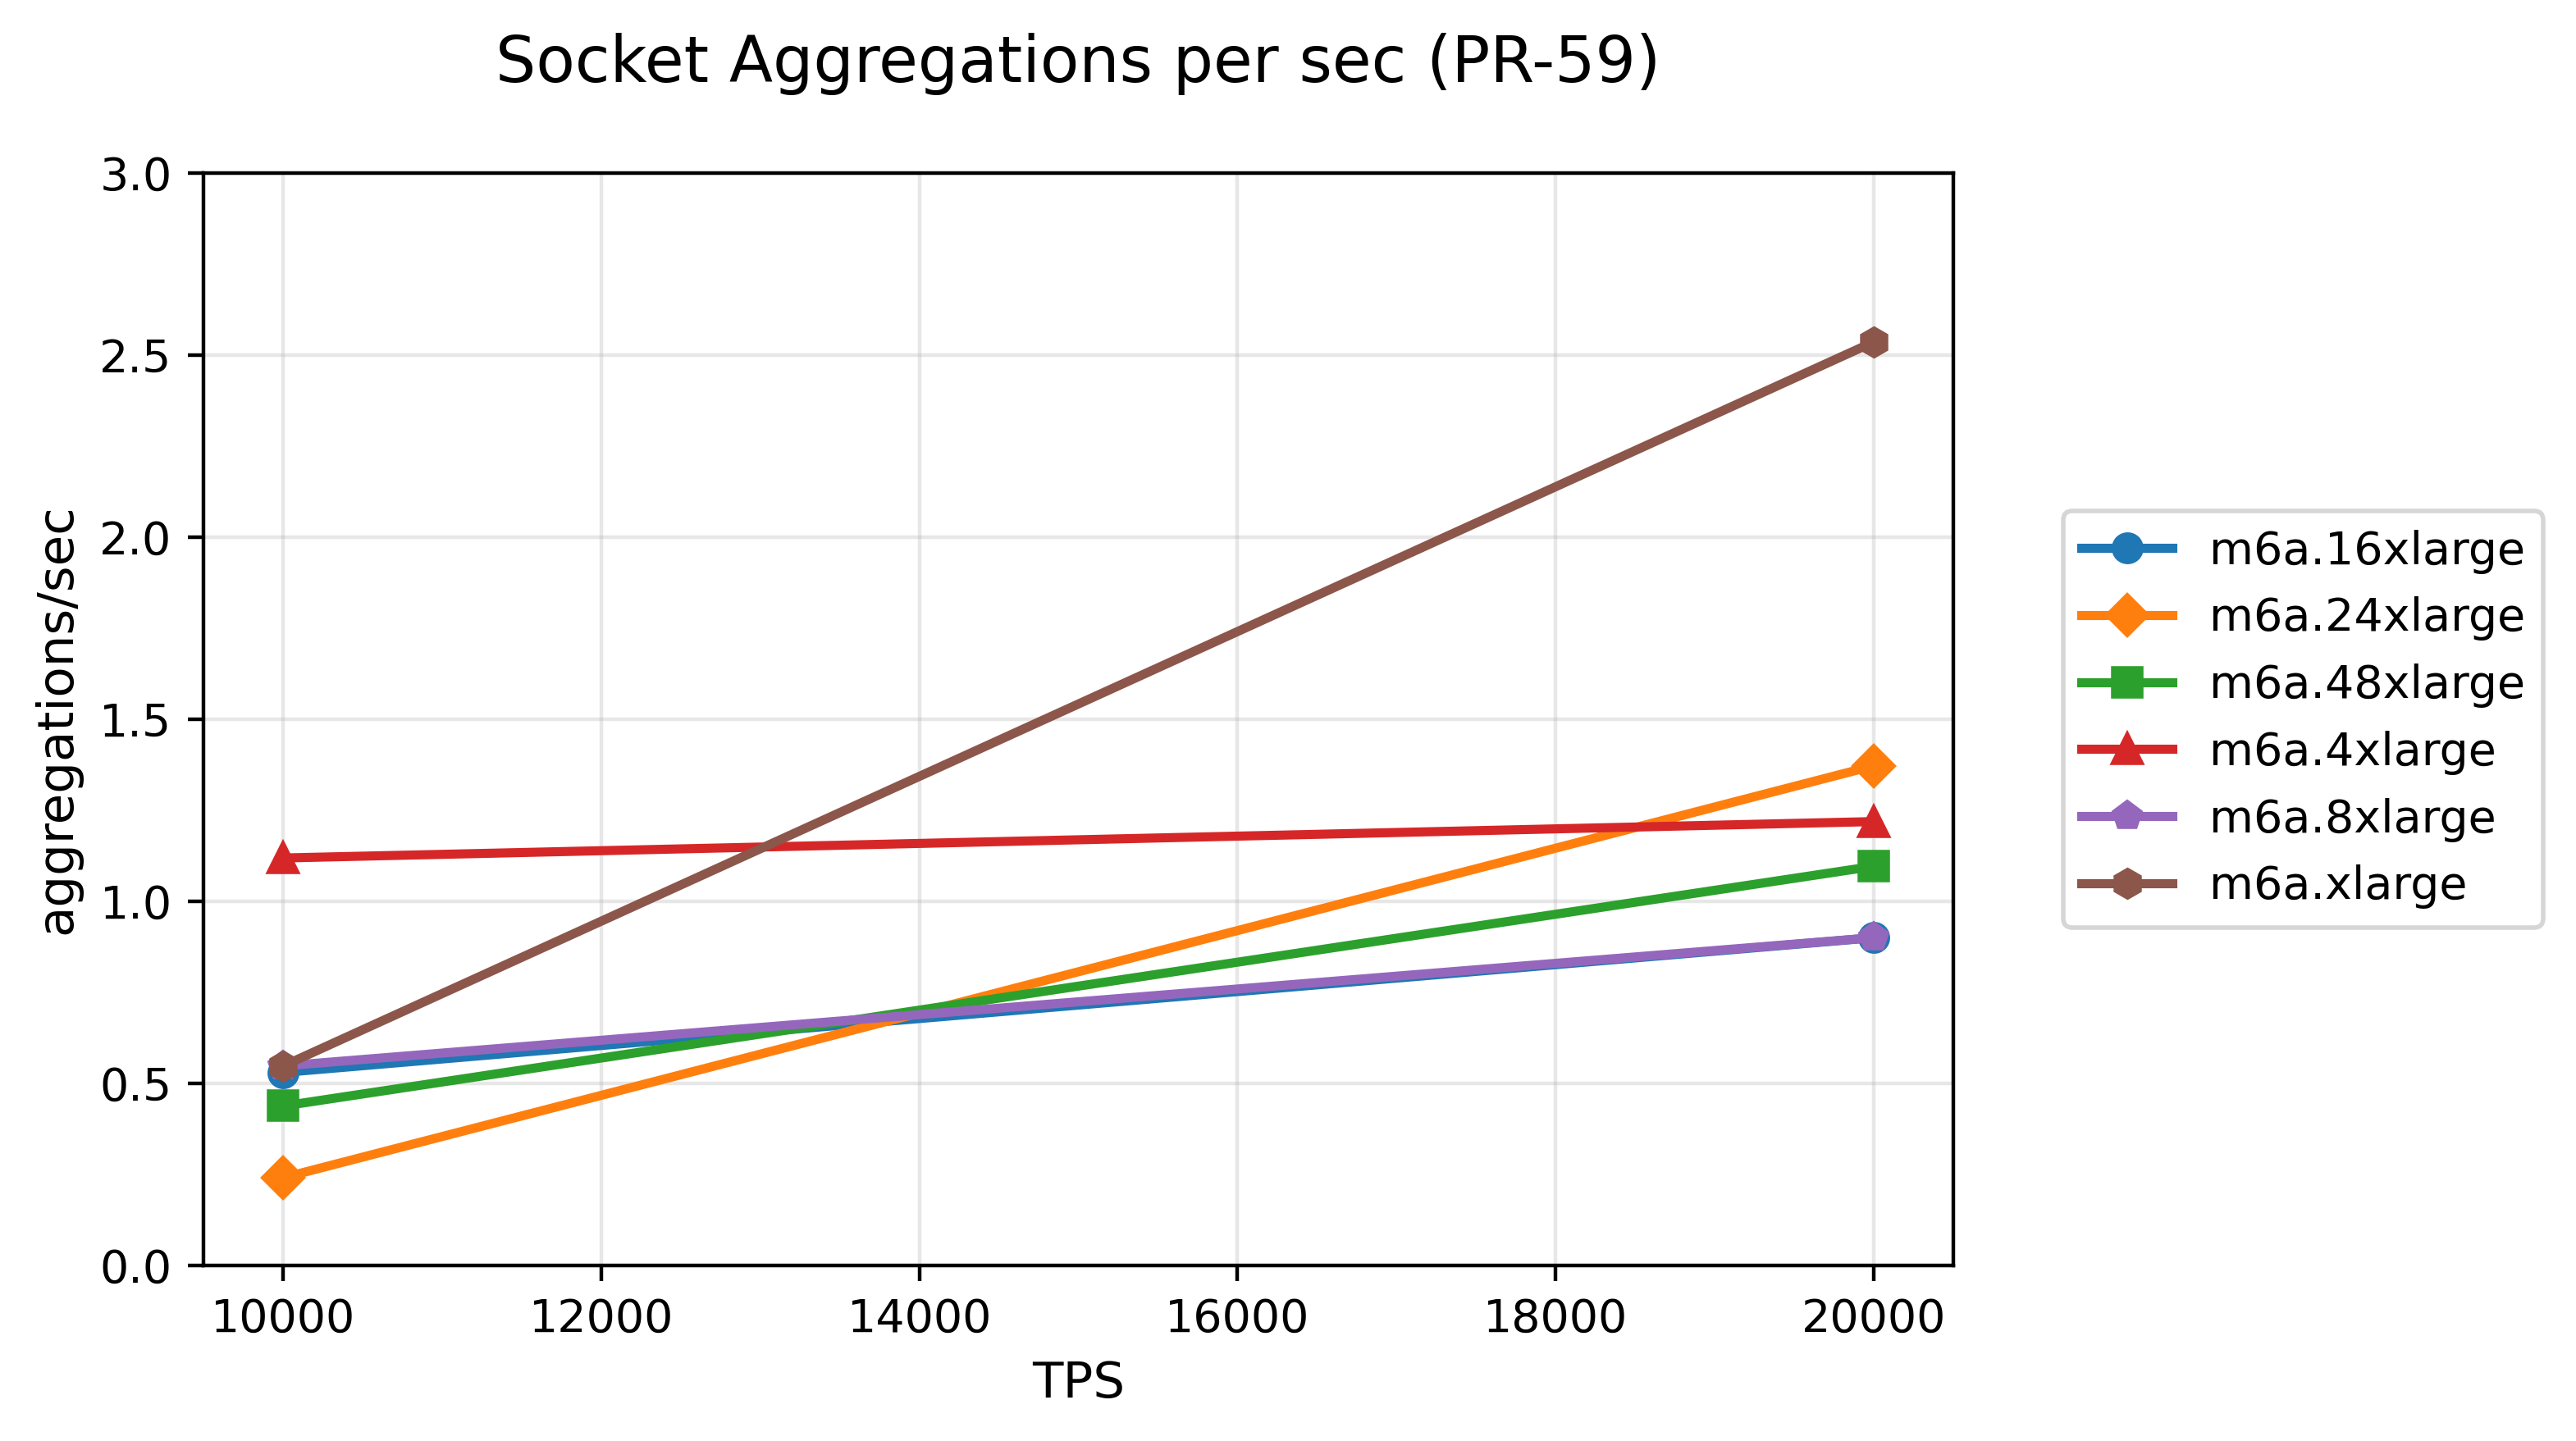 Socket Aggregations per sec (PR-59)
3.0
2.5
2.0
1.5
1.0
0.5
0.0
aggregations/sec
10000 12000 14000 16000 18000 20000
TPS
m6a.16xlarge
m6a.24xlarge
m6a.48xlarge
m6a.4xlarge
m6a.8xlarge
m6a.xlarge